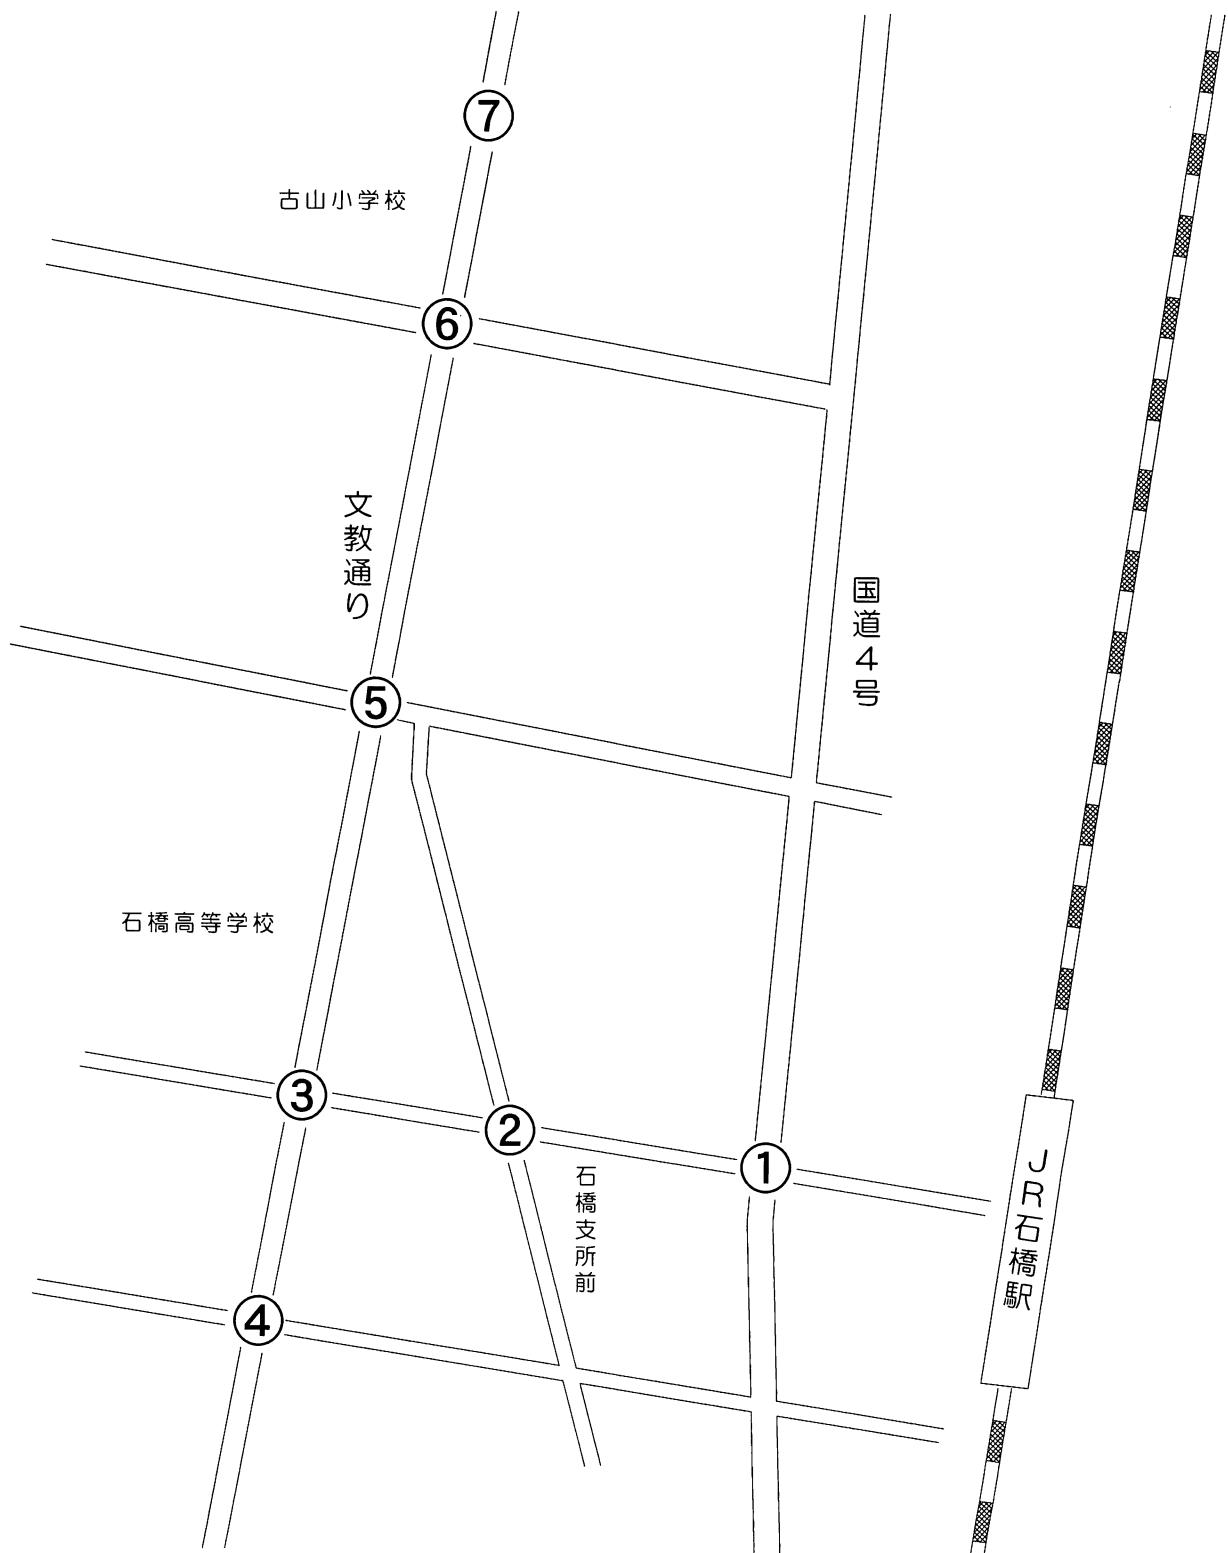 ⑦
古山小学校
⑥
文教通り
国道4号
⑤
石橋高等学校
③
②
①
石橋支所前
JR石橋駅
④